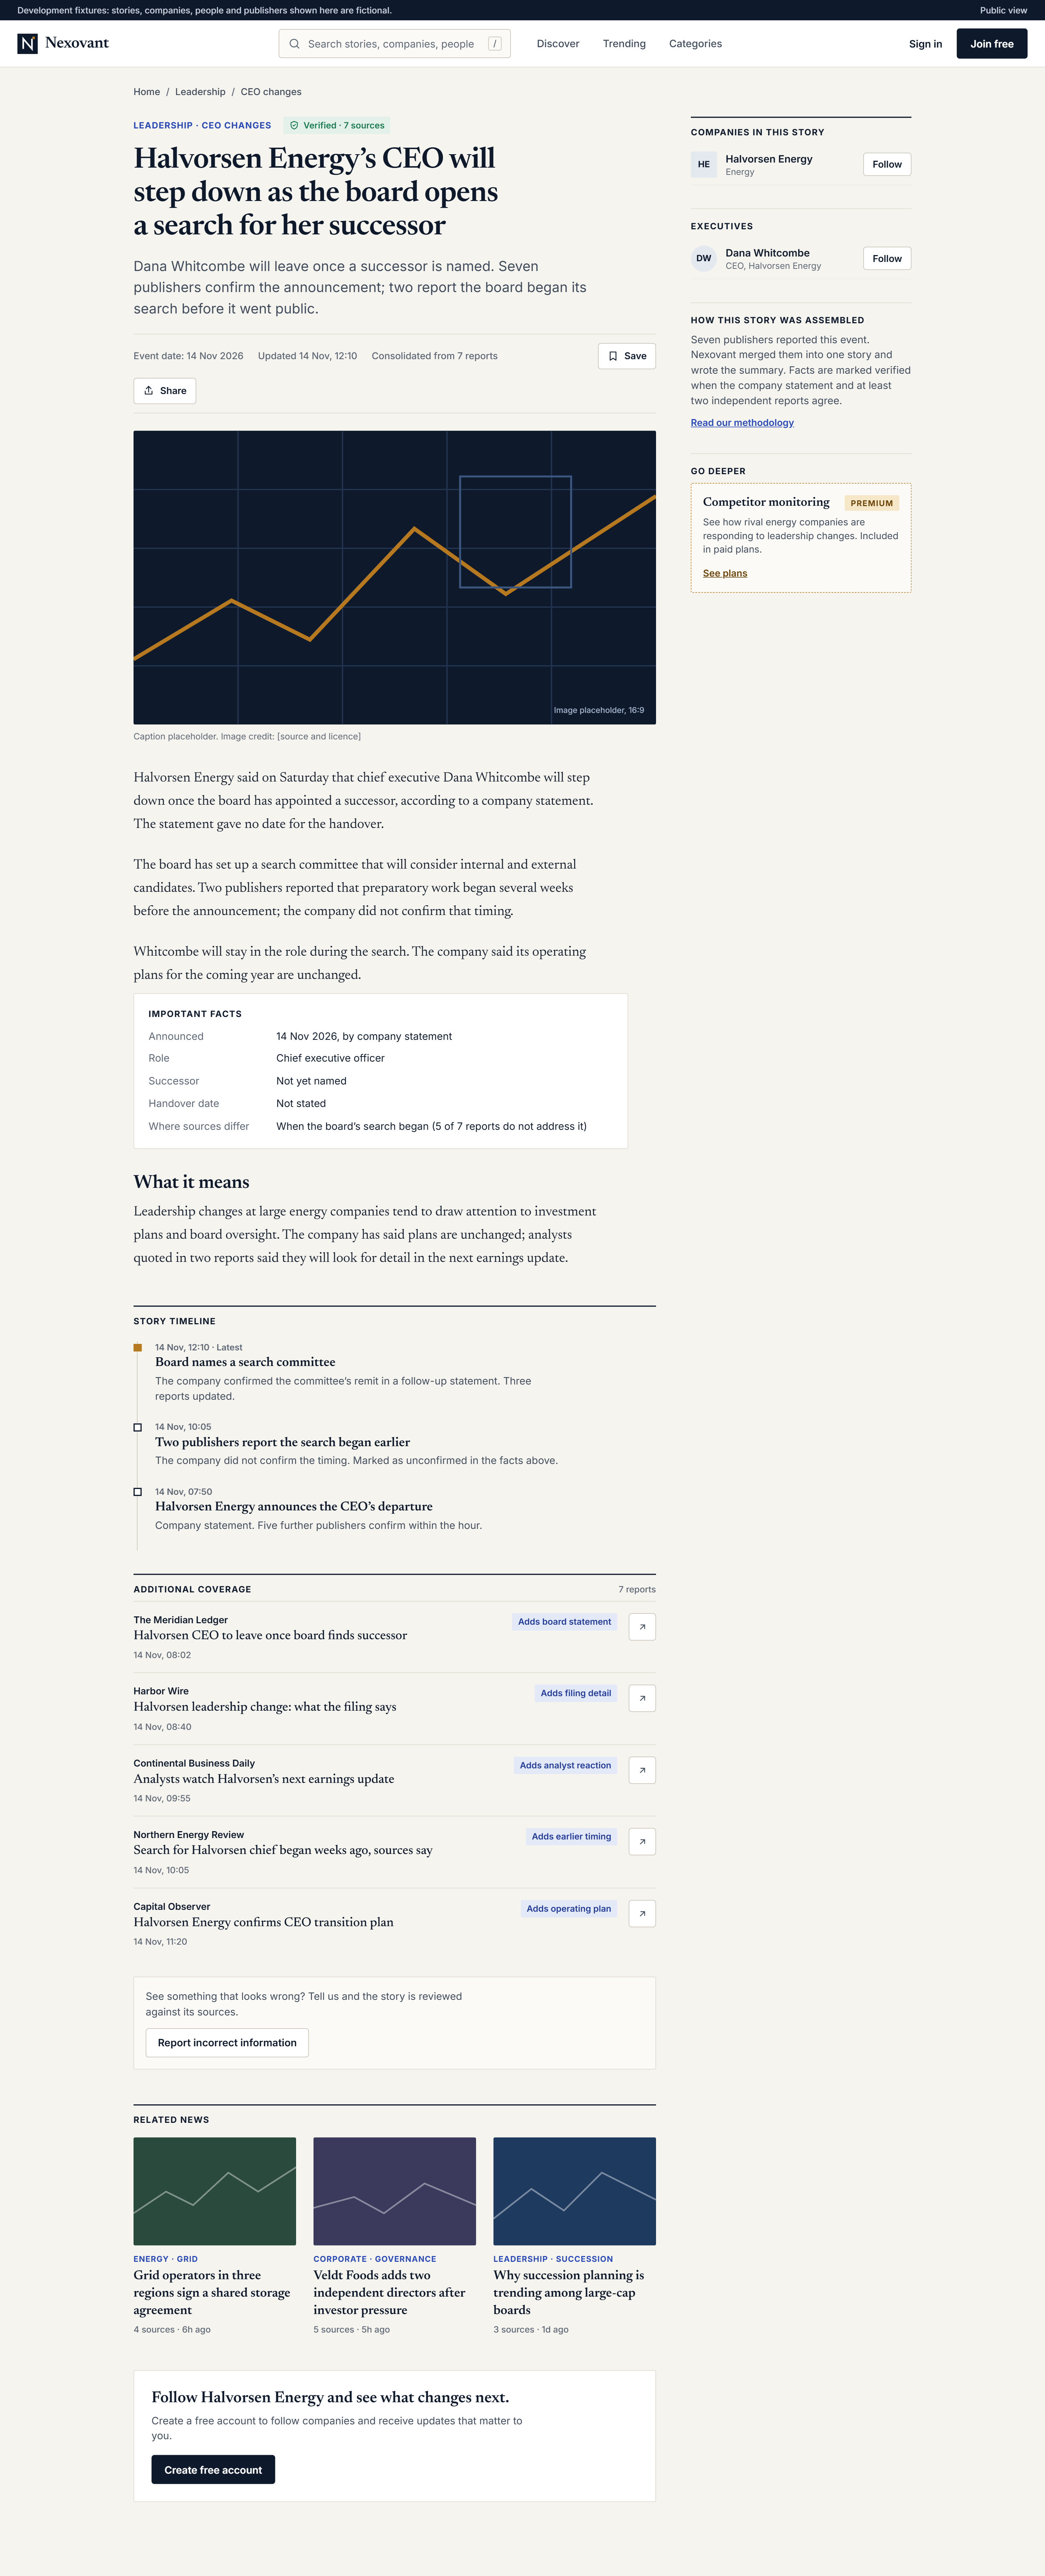 Development fixtures: stories, companies, people and publishers shown here are fictional.
Public view
Nexovant
Search stories, companies, people
/
Discover
Trending
Categories
Sign in
Join free
Home / Leadership / CEO changes
LEADERSHIP · CEO CHANGES
Verified · 7 sources
Halvorsen Energy’s CEO will
step down as the board opens
a search for her successor
Dana Whitcombe will leave once a successor is named. Seven
publishers confirm the announcement; two report the board began its
search before it went public.
Event date: 14 Nov 2026
Updated 14 Nov, 12:10
Consolidated from 7 reports
Save
Share
Image placeholder, 16:9
Caption placeholder. Image credit: [source and licence]
Halvorsen Energy said on Saturday that chief executive Dana Whitcombe will step
down once the board has appointed a successor, according to a company statement.
The statement gave no date for the handover.
The board has set up a search committee that will consider internal and external
candidates. Two publishers reported that preparatory work began several weeks
before the announcement; the company did not confirm that timing.
Whitcombe will stay in the role during the search. The company said its operating
plans for the coming year are unchanged.
IMPORTANT FACTS
Announced
14 Nov 2026, by company statement
Role
Chief executive officer
Successor
Not yet named
Handover date
Not stated
Where sources differ
When the board’s search began (5 of 7 reports do not address it)
What it means
Leadership changes at large energy companies tend to draw attention to investment
plans and board oversight. The company has said plans are unchanged; analysts
quoted in two reports said they will look for detail in the next earnings update.
STORY TIMELINE
14 Nov, 12:10 · Latest
Board names a search committee
The company confirmed the committee’s remit in a follow-up statement. Three
reports updated.
14 Nov, 10:05
Two publishers report the search began earlier
The company did not confirm the timing. Marked as unconfirmed in the facts above.
14 Nov, 07:50
Halvorsen Energy announces the CEO’s departure
Company statement. Five further publishers confirm within the hour.
ADDITIONAL COVERAGE
7 reports
The Meridian Ledger
Halvorsen CEO to leave once board finds successor
14 Nov, 08:02
Adds board statement
Harbor Wire
Halvorsen leadership change: what the filing says
14 Nov, 08:40
Adds filing detail
Continental Business Daily
Analysts watch Halvorsen’s next earnings update
14 Nov, 09:55
Adds analyst reaction
Northern Energy Review
Search for Halvorsen chief began weeks ago, sources say
14 Nov, 10:05
Adds earlier timing
Capital Observer
Halvorsen Energy confirms CEO transition plan
14 Nov, 11:20
Adds operating plan
See something that looks wrong? Tell us and the story is reviewed
against its sources.
Report incorrect information
RELATED NEWS
ENERGY · GRID
Grid operators in three
regions sign a shared storage
agreement
4 sources · 6h ago
CORPORATE · GOVERNANCE
Veldt Foods adds two
independent directors after
investor pressure
5 sources · 5h ago
LEADERSHIP · SUCCESSION
Why succession planning is
trending among large-cap
boards
3 sources · 1d ago
Follow Halvorsen Energy and see what changes next.
Create a free account to follow companies and receive updates that matter to
you.
Create free account
COMPANIES IN THIS STORY
HE
Halvorsen Energy
Energy
Follow
EXECUTIVES
DW
Dana Whitcombe
CEO, Halvorsen Energy
Follow
HOW THIS STORY WAS ASSEMBLED
Seven publishers reported this event.
Nexovant merged them into one story and
wrote the summary. Facts are marked verified
when the company statement and at least
two independent reports agree.
Read our methodology
GO DEEPER
Competitor monitoring
PREMIUM
See how rival energy companies are
responding to leadership changes. Included
in paid plans.
See plans